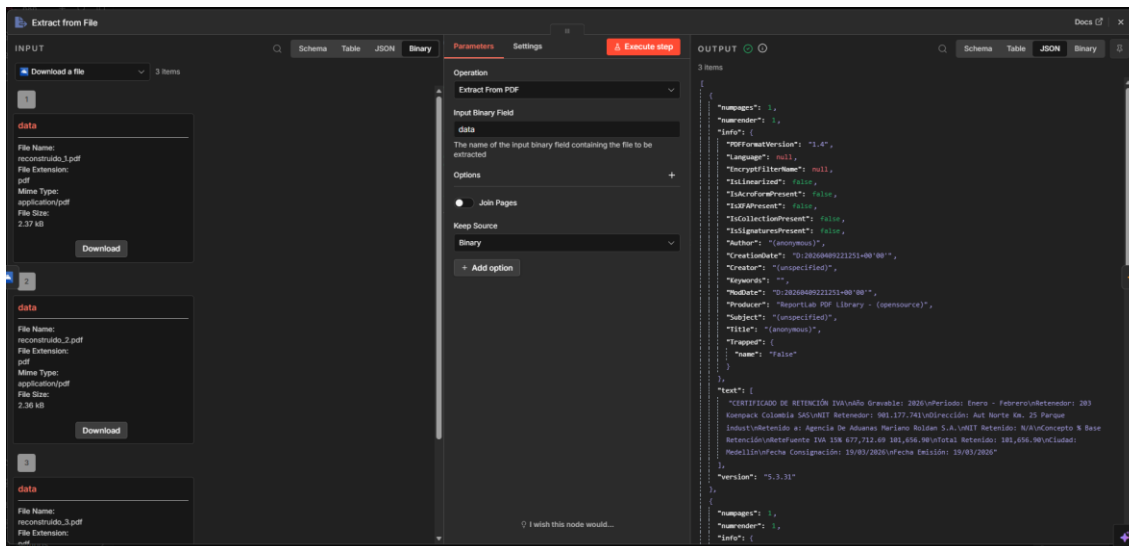 Extract from File
Docs
INPUT
Schema Table JSON Binary
Download a file
3 items
1
data
File Name:
reconstruido_1.pdf
File Extension:
pdf
Mime Type:
application/pdf
File Size:
2.37 kB
Download
2
data
File Name:
reconstruido_2.pdf
File Extension:
pdf
Mime Type:
application/pdf
File Size:
2.36 kB
Download
3
data
File Name:
reconstruido_3.pdf
File Extension:
Parameters Settings
Execute step
Operation
Extract From PDF
Input Binary Field
data
The name of the input binary field containing the file to be
extracted
Options
Join Pages
Keep Source
Binary
+ Add option
I wish this node would...
OUTPUT
Schema Table JSON Binary
3 items
[
{
"numpages": 1,
"numrender": 1,
"info": {
"PDFFormatVersion": "1.4",
"Language": null,
"EncryptFilterName": null,
"IsLinearized": false,
"IsAcroFormPresent": false,
"IsXFAPresent": false,
"IsCollectionPresent": false,
"IsSignaturesPresent": false,
"Author": "(anonymous)",
"CreationDate": "D:20260409221251+00'00'",
"Creator": "(unspecified)",
"Keywords": "",
"ModDate": "D:20260409221251+00'00'",
"Producer": "ReportLab PDF Library - (opensource)",
"Subject": "(unspecified)",
"Title": "(anonymous)",
"Trapped": {
"name": "False"
}
},
"text": [
"CERTIFICADO DE RETENCIÓN IVA\nAño Gravable: 2026\nPeriodo: Enero - Febrero\nRetenedor: 203
Koenpack Colombia SAS\nNIT Retenedor: 901.177.741\nDirección: Aut Norte Km. 25 Parque
indust\nRetenido a: Agencia De Aduanas Mariano Roldan S.A.\nNIT Retenido: N/A\nConcepto % Base
Retención\nReteFuente IVA 15% 677,712.69 101,656.90\nTotal Retenido: 101,656.90\nCiudad:
Medellín\nFecha Consignación: 19/03/2026\nFecha Emisión: 19/03/2026"
],
"version": "5.3.31"
},
{
"numpages": 1,
"numrender": 1,
"info": {